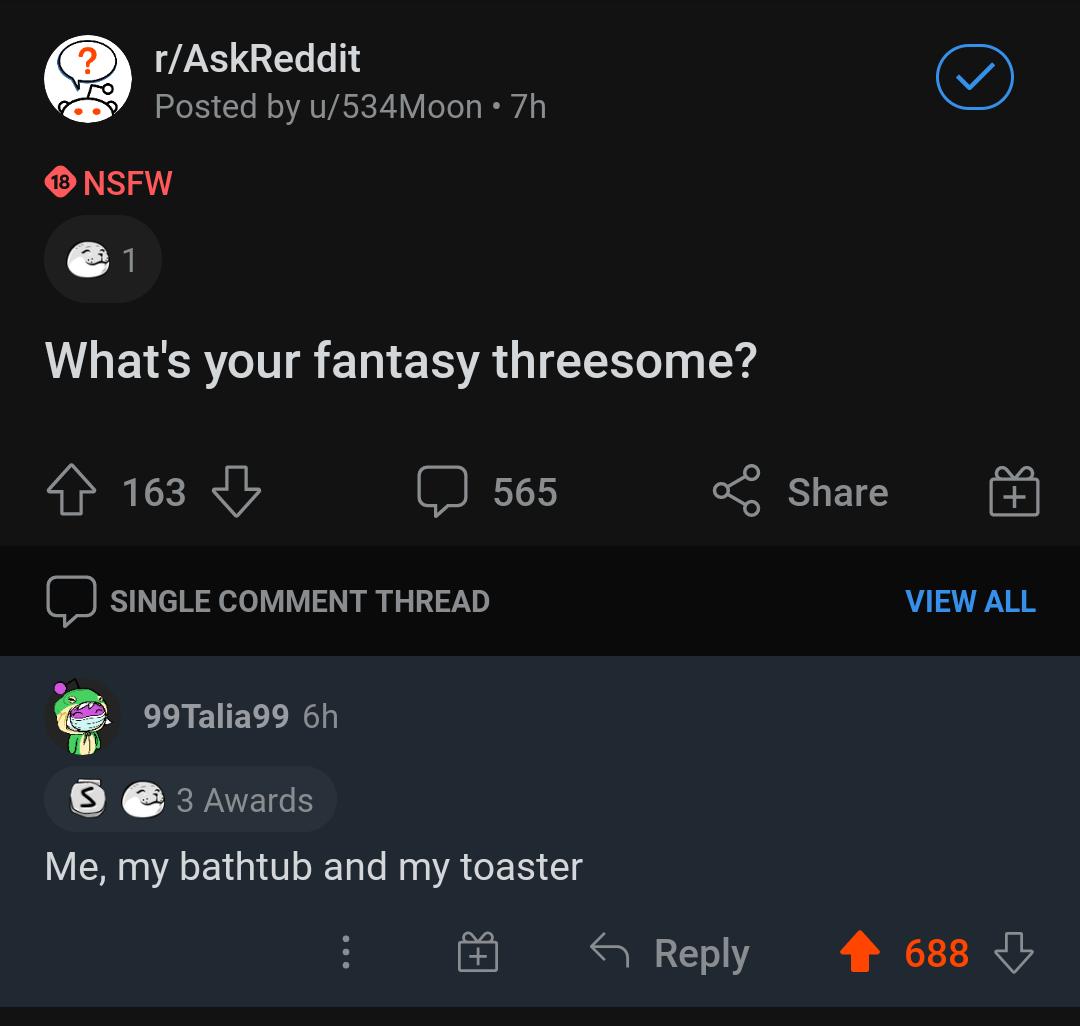 r/AskReddit
Posted by u/534Moon • 7h
18 NSFW
1
What's your fantasy threesome?
163
565
Share
SINGLE COMMENT THREAD
VIEW ALL
99Talia99 6h
S 3 Awards
Me, my bathtub and my toaster
Reply
688